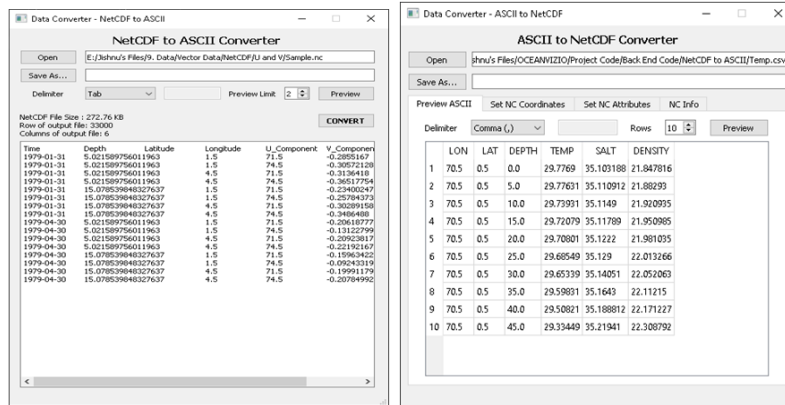 Data Converter - NetCDF to ASCII
NetCDF to ASCII Converter
Open E:/Jishnu's Files/9. Data/Vector Data/NetCDF/U and V/Sample.nc
Save As...
Delimiter Tab Preview Limit 2 Preview
NetCDF File Size : 272.76 KB
Row of output file: 33000
Columns of output file: 6
CONVERT
Time Depth Latitude Longitude U_Component V_Componen
1979-01-31 5.021589756011963 1.5 71.5 -0.2855167
1979-01-31 5.021589756011963 1.5 74.5 -0.30572128
1979-01-31 5.021589756011963 4.5 71.5 -0.3136418
1979-01-31 5.021589756011963 4.5 74.5 -0.36517754
1979-01-31 15.078539848327637 1.5 71.5 -0.23400247
1979-01-31 15.078539848327637 1.5 74.5 -0.25784373
1979-01-31 15.078539848327637 4.5 71.5 -0.30289158
1979-01-31 15.078539848327637 4.5 74.5 -0.3486488
1979-04-30 5.021589756011963 1.5 71.5 -0.20618777
1979-04-30 5.021589756011963 1.5 74.5 -0.13122799
1979-04-30 5.021589756011963 4.5 71.5 -0.20923817
1979-04-30 5.021589756011963 4.5 74.5 -0.22192167
1979-04-30 15.078539848327637 1.5 71.5 -0.15963422
1979-04-30 15.078539848327637 1.5 74.5 -0.09243319
1979-04-30 15.078539848327637 4.5 71.5 -0.19991179
1979-04-30 15.078539848327637 4.5 74.5 -0.20784992
Data Converter - ASCII to NetCDF
ASCII to NetCDF Converter
Open shnu's Files/OCEANVIZIO/Project Code/Back End Code/NetCDF to ASCII/Temp.csv
Save As...
Preview ASCII Set NC Coordinates Set NC Attributes NC Info
Delimiter Comma (,) Rows 10 Preview
LON LAT DEPTH TEMP SALT DENSITY
1 70.5 0.5 0.0 29.7769 35.103188 21.847816
2 70.5 0.5 5.0 29.77631 35.110912 21.88293
3 70.5 0.5 10.0 29.73931 35.1149 21.920935
4 70.5 0.5 15.0 29.72079 35.11789 21.950985
5 70.5 0.5 20.0 29.70801 35.1222 21.981035
6 70.5 0.5 25.0 29.68549 35.129 22.013266
7 70.5 0.5 30.0 29.65339 35.14051 22.052063
8 70.5 0.5 35.0 29.59831 35.1643 22.11215
9 70.5 0.5 40.0 29.50821 35.188812 22.171227
10 70.5 0.5 45.0 29.33449 35.21941 22.308792